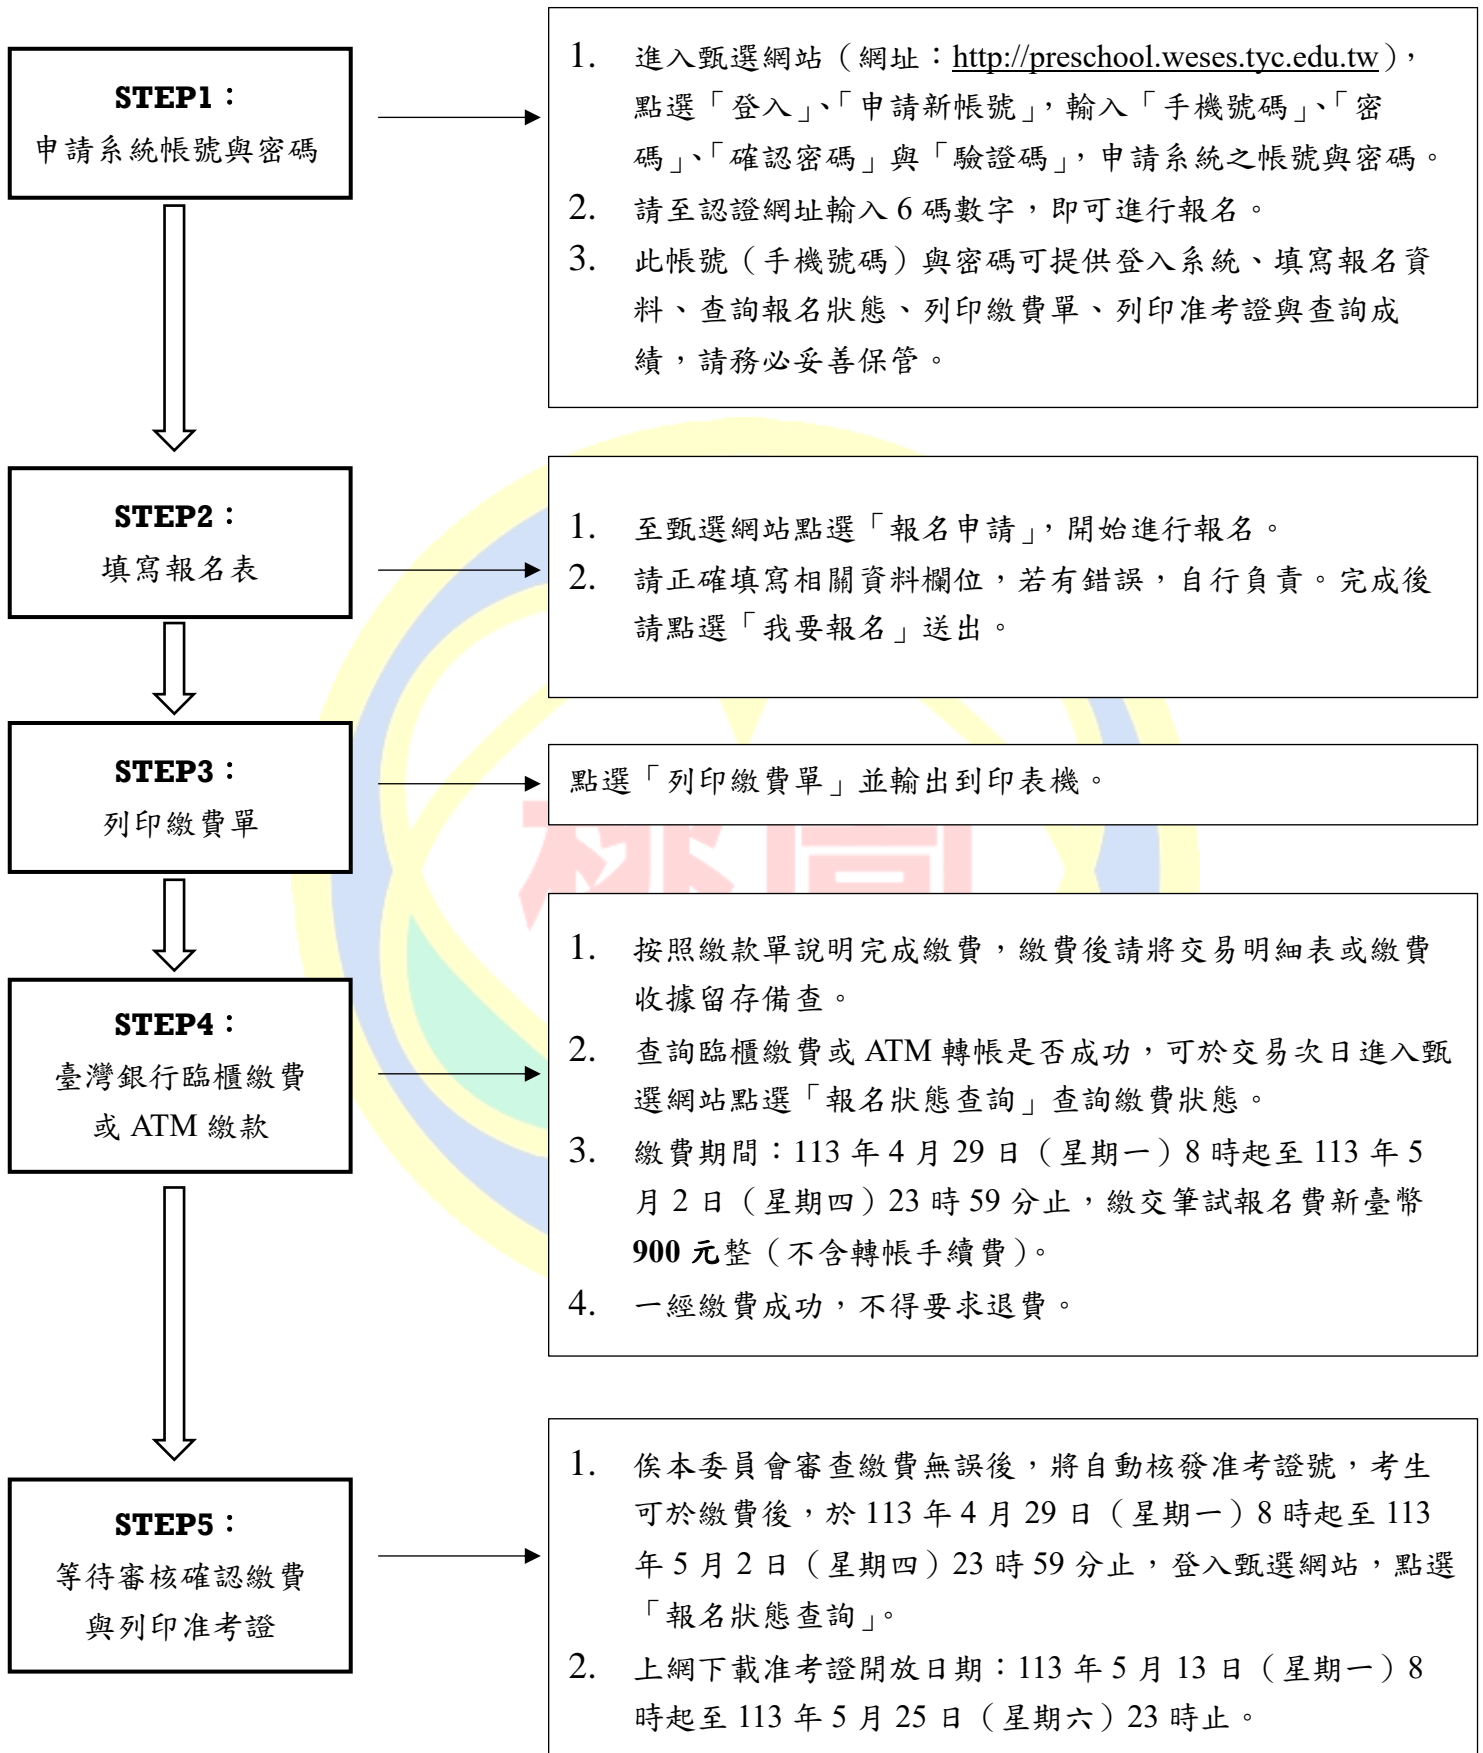 STEP1：
申請系統帳號與密碼
1. 進入甄選網站（網址：http://preschool.weses.tyc.edu.tw），
點選「登入」、「申請新帳號」，輸入「手機號碼」、「密
碼」、「確認密碼」與「驗證碼」，申請系統之帳號與密碼。
2. 請至認證網址輸入 6 碼數字，即可進行報名。
3. 此帳號（手機號碼）與密碼可提供登入系統、填寫報名資
料、查詢報名狀態、列印繳費單、列印准考證與查詢成
績，請務必妥善保管。
STEP2：
填寫報名表
1. 至甄選網站點選「報名申請」，開始進行報名。
2. 請正確填寫相關資料欄位，若有錯誤，自行負責。完成後
請點選「我要報名」送出。
STEP3：
列印繳費單
點選「列印繳費單」並輸出到印表機。
桃園
STEP4：
臺灣銀行臨櫃繳費
或 ATM 繳款
1. 按照繳款單說明完成繳費，繳費後請將交易明細表或繳費
收據留存備查。
2. 查詢臨櫃繳費或 ATM 轉帳是否成功，可於交易次日進入甄
選網站點選「報名狀態查詢」查詢繳費狀態。
3. 繳費期間：113 年 4 月 29 日（星期一）8 時起至 113 年 5
月 2 日（星期四）23 時 59 分止，繳交筆試報名費新臺幣
900 元整（不含轉帳手續費）。
4. 一經繳費成功，不得要求退費。
STEP5：
等待審核確認繳費
與列印准考證
1. 俟本委員會審查繳費無誤後，將自動核發准考證號，考生
可於繳費後，於 113 年 4 月 29 日（星期一）8 時起至 113
年 5 月 2 日（星期四）23 時 59 分止，登入甄選網站，點選
「報名狀態查詢」。
2. 上網下載准考證開放日期：113 年 5 月 13 日（星期一）8
時起至 113 年 5 月 25 日（星期六）23 時止。